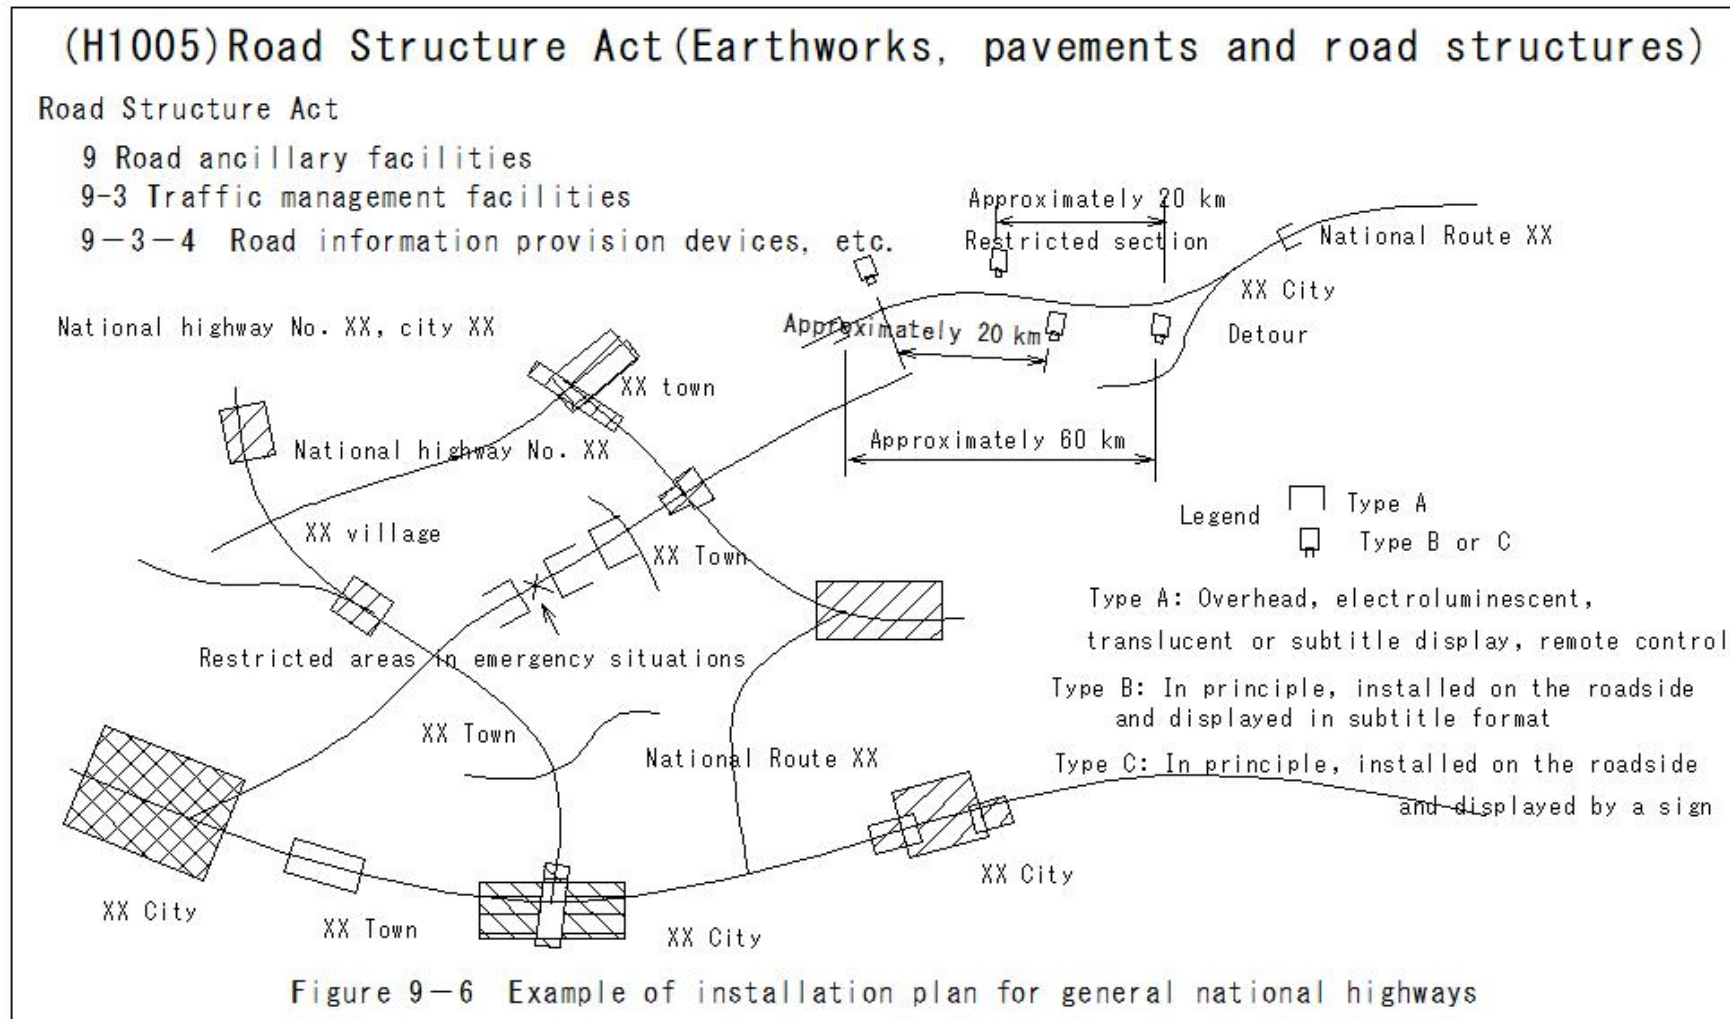 (H1005)Road Structure Act(Earthworks, pavements and road structures)
Road Structure Act
9 Road ancillary facilities
9-3 Traffic management facilities
9－3－4 Road information provision devices, etc.
Approximately 20 km
Restricted section
National Route XX
XX City
Detour
National highway No. XX, city XX
Approximately 20 km
XX town
National highway No. XX
Approximately 60 km
Legend
Type A
Type B or C
XX village
XX Town
Type A: Overhead, electroluminescent,
translucent or subtitle display, remote control
Restricted areas in emergency situations
Type B: In principle, installed on the roadside
and displayed in subtitle format
XX Town
National Route XX
Type C: In principle, installed on the roadside
and displayed by a sign
XX City
XX City
XX Town
XX City
Figure 9－6 Example of installation plan for general national highways